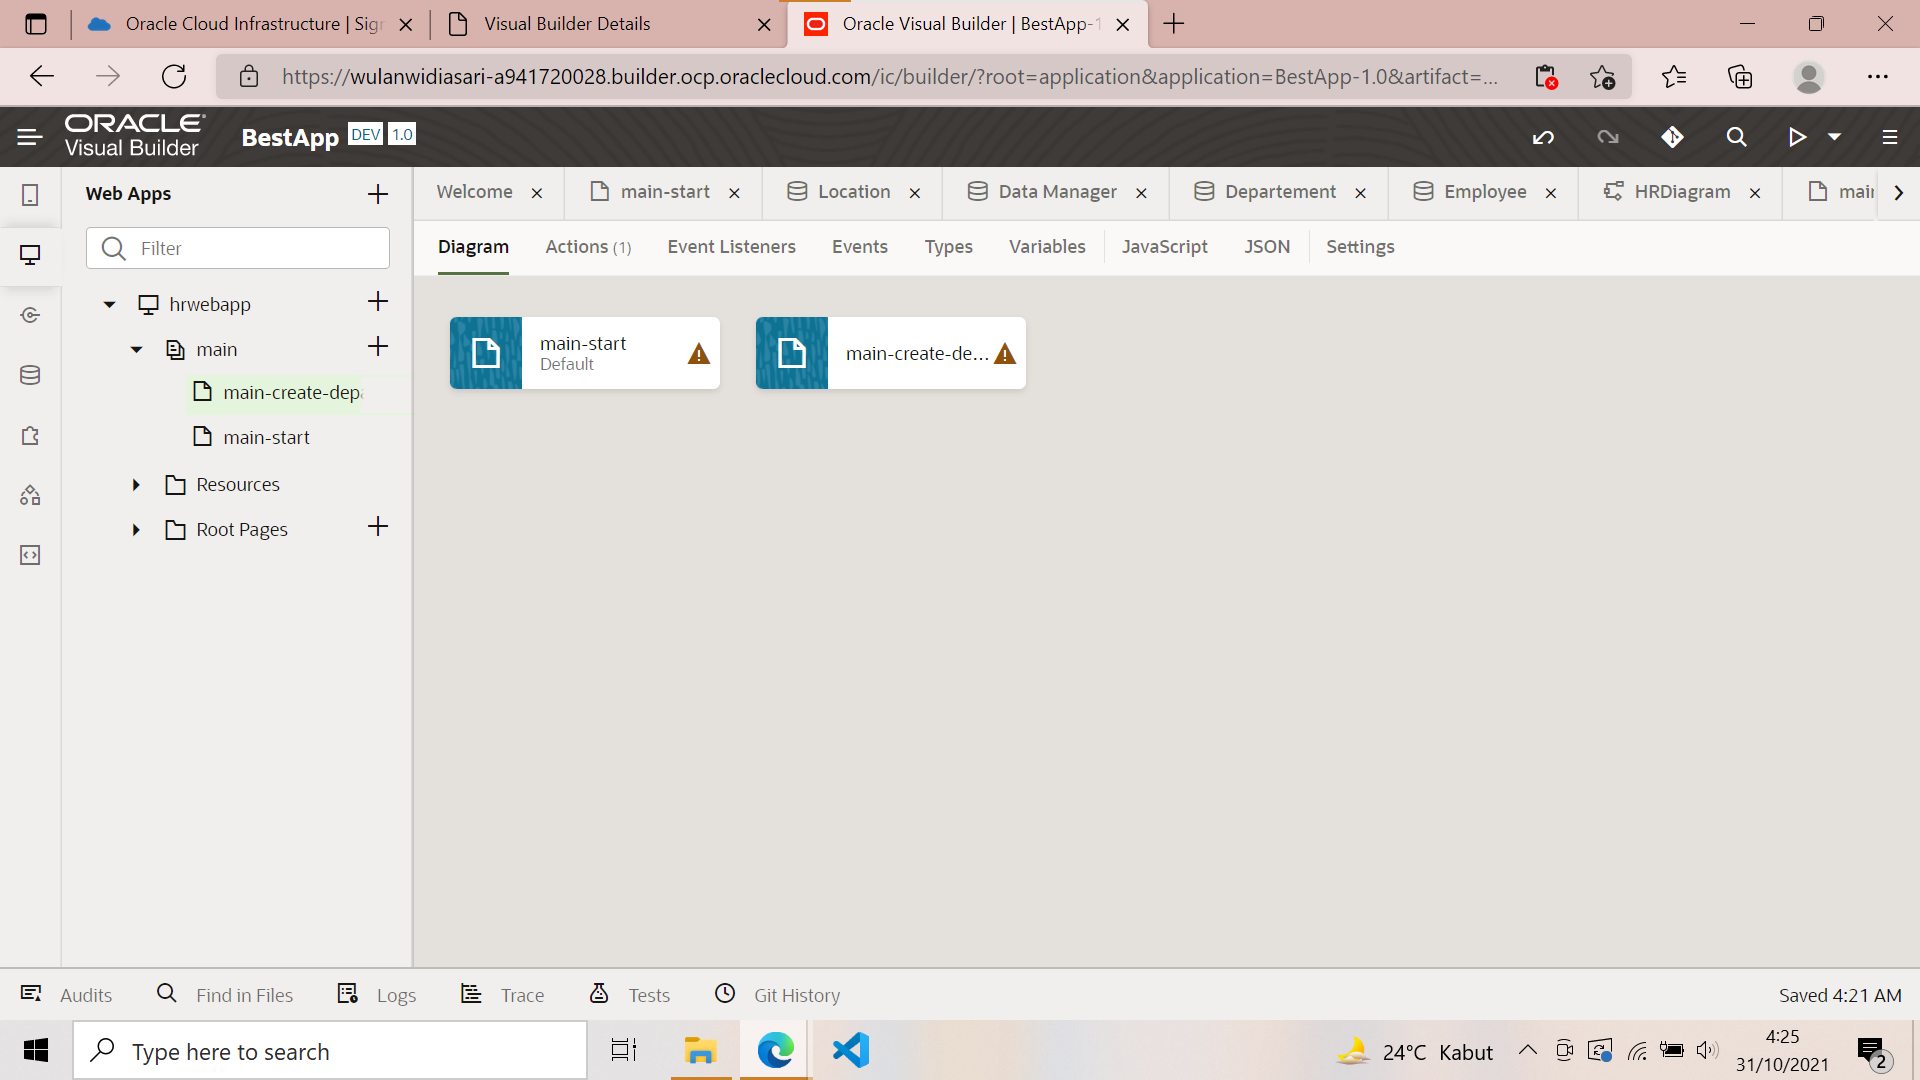 Oracle Cloud Infrastructure | Sign
Visual Builder Details
Oracle Visual Builder | BestApp-1
https://wulanwidiasari-a941720028.builder.ocp.oraclecloud.com/ic/builder/?root=application&application=BestApp-1.0&artifact=...
ORACLE
Visual Builder
BestApp DEV 1.0
Web Apps
Filter
hrwebapp
main
main-create-depa
main-start
Resources
Root Pages
Welcome
main-start
Location
Data Manager
Departement
Employee
HRDiagram
main
Diagram
Actions (1)
Event Listeners
Events
Types
Variables
JavaScript
JSON
Settings
main-start
Default
main-create-de...
Audits
Find in Files
Logs
Trace
Tests
Git History
Saved 4:21 AM
Type here to search
24°C Kabut
4:25
31/10/2021
2